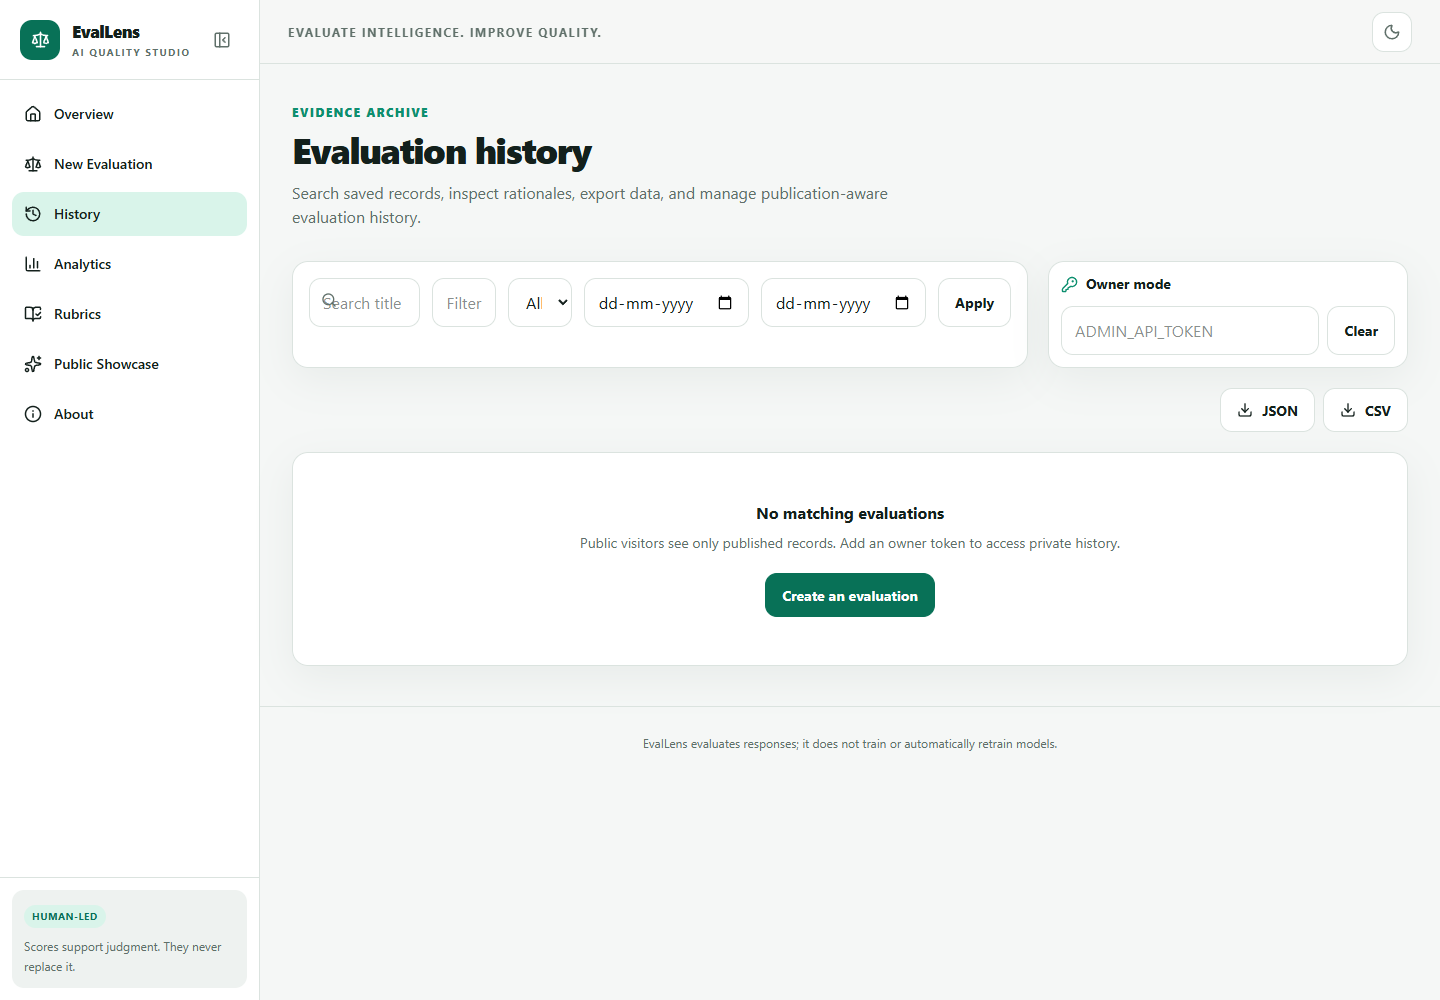 EvalLens
AI QUALITY STUDIO
Overview
New Evaluation
History
Analytics
Rubrics
Public Showcase
About
HUMAN-LED
Scores support judgment. They never
replace it.
EVALUATE INTELLIGENCE. IMPROVE QUALITY.
EVIDENCE ARCHIVE
Evaluation history
Search saved records, inspect rationales, export data, and manage publication-aware
evaluation history.
Search title
Filter
All
dd-mm-yyyy
dd-mm-yyyy
Apply
Owner mode
ADMIN_API_TOKEN
Clear
JSON
CSV
No matching evaluations
Public visitors see only published records. Add an owner token to access private history.
Create an evaluation
EvalLens evaluates responses; it does not train or automatically retrain models.